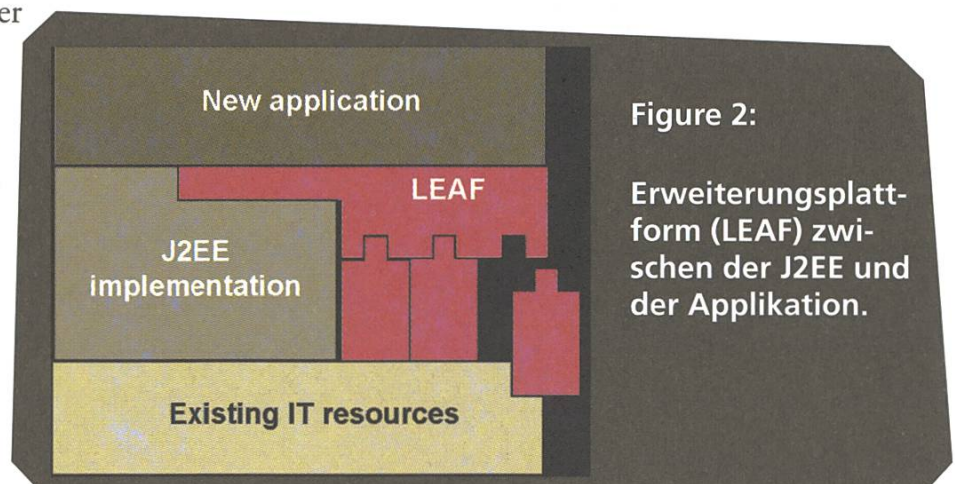 er
New application
LEAF
J2EE
implementation
Existing IT resources
Figure 2:
Erweiterungsplatt-
form (LEAF) zwi-
schen der J2EE und
der Applikation.